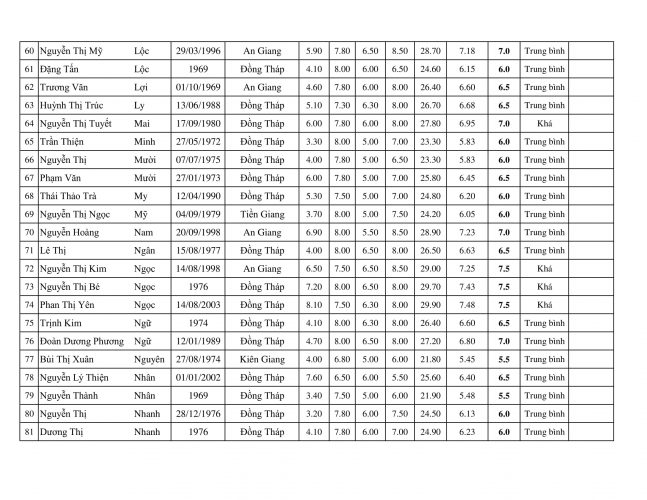 60 Nguyễn Thị Mỹ Lộc 29/03/1996 An Giang 5.90 7.80 6.50 8.50 28.70 7.18 7.0 Trung bình
61 Đặng Tấn Lộc 1969 Đồng Tháp 4.10 8.00 6.00 6.50 24.60 6.15 6.0 Trung bình
62 Trương Văn Lợi 01/10/1969 An Giang 4.60 7.80 6.00 8.00 26.40 6.60 6.5 Trung bình
63 Huỳnh Thị Trúc Ly 13/06/1988 Đồng Tháp 5.10 7.30 6.30 8.00 26.70 6.68 6.5 Trung bình
64 Nguyễn Thị Tuyết Mai 17/09/1980 Đồng Tháp 6.00 7.80 6.00 8.00 27.80 6.95 7.0 Khá
65 Trần Thiện Minh 27/05/1972 Đồng Tháp 3.30 8.00 5.00 7.00 23.30 5.83 6.0 Trung bình
66 Nguyễn Thị Mười 07/07/1975 Đồng Tháp 4.00 7.80 5.00 6.50 23.30 5.83 6.0 Trung bình
67 Phạm Văn Mười 27/01/1973 Đồng Tháp 6.00 7.80 5.00 7.00 25.80 6.45 6.5 Trung bình
68 Thái Thảo Trà My 12/04/1990 Đồng Tháp 5.30 7.50 5.00 7.00 24.80 6.20 6.0 Trung bình
69 Nguyễn Thị Ngọc Mỹ 04/09/1979 Tiền Giang 3.70 8.00 5.00 7.50 24.20 6.05 6.0 Trung bình
70 Nguyễn Hoàng Nam 20/09/1998 An Giang 6.90 8.00 5.50 8.50 28.90 7.23 7.0 Trung bình
71 Lê Thị Ngân 15/08/1977 Đồng Tháp 4.00 8.00 6.50 8.00 26.50 6.63 6.5 Trung bình
72 Nguyễn Thị Kim Ngọc 14/08/1998 An Giang 6.50 7.50 6.50 8.50 29.00 7.25 7.5 Khá
73 Nguyễn Thị Bé Ngọc 1976 Đồng Tháp 7.20 8.00 6.50 8.00 29.70 7.43 7.5 Khá
74 Phan Thị Yên Ngọc 14/08/2003 Đồng Tháp 8.10 7.50 6.30 8.00 29.90 7.48 7.5 Khá
75 Trịnh Kim Ngữ 1974 Đồng Tháp 4.10 8.00 6.30 8.00 26.40 6.60 6.5 Trung bình
76 Đoàn Dương Phương Ngữ 12/01/1989 Đồng Tháp 4.70 8.00 6.50 8.00 27.20 6.80 7.0 Trung bình
77 Bùi Thị Xuân Nguyên 27/08/1974 Kiên Giang 4.00 6.80 5.00 6.00 21.80 5.45 5.5 Trung bình
78 Nguyễn Lý Thiện Nhân 01/01/2002 Đồng Tháp 7.60 6.50 6.00 5.50 25.60 6.40 6.5 Trung bình
79 Nguyễn Thành Nhân 1969 Đồng Tháp 3.40 7.50 5.00 6.00 21.90 5.48 5.5 Trung bình
80 Nguyễn Thị Nhanh 28/12/1976 Đồng Tháp 3.20 7.80 6.00 7.50 24.50 6.13 6.0 Trung bình
81 Dương Thị Nhanh 1976 Đồng Tháp 4.10 7.80 6.00 7.00 24.90 6.23 6.0 Trung bình